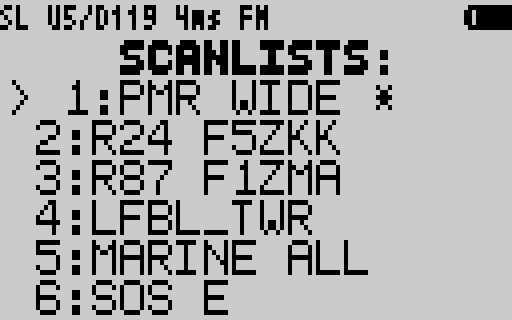 SL U5/D119 4ms FM
SCANLISTS:
> 1:PMR WIDE *
2:R24 F5ZKK
3:R87 F1ZMA
4:LFBL_TWR
5:MARINE ALL
6:SOS E